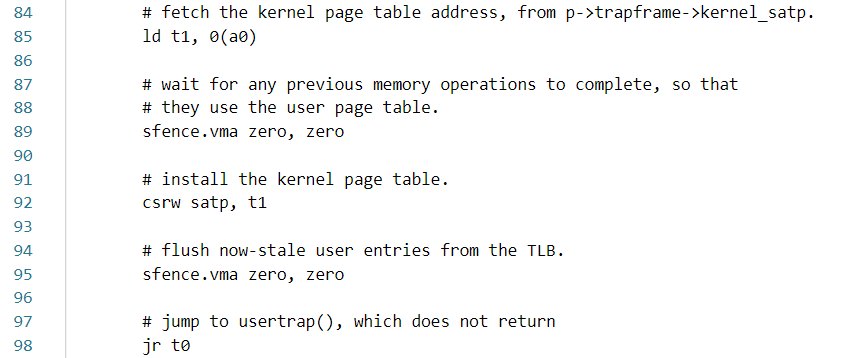 84 # fetch the kernel page table address, from p->trapframe->kernel_satp.
85 ld t1, 0(a0)
86
87 # wait for any previous memory operations to complete, so that
88 # they use the user page table.
89 sfence.vma zero, zero
90
91 # install the kernel page table.
92 csrw satp, t1
93
94 # flush now-stale user entries from the TLB.
95 sfence.vma zero, zero
96
97 # jump to usertrap(), which does not return
98 jr t0